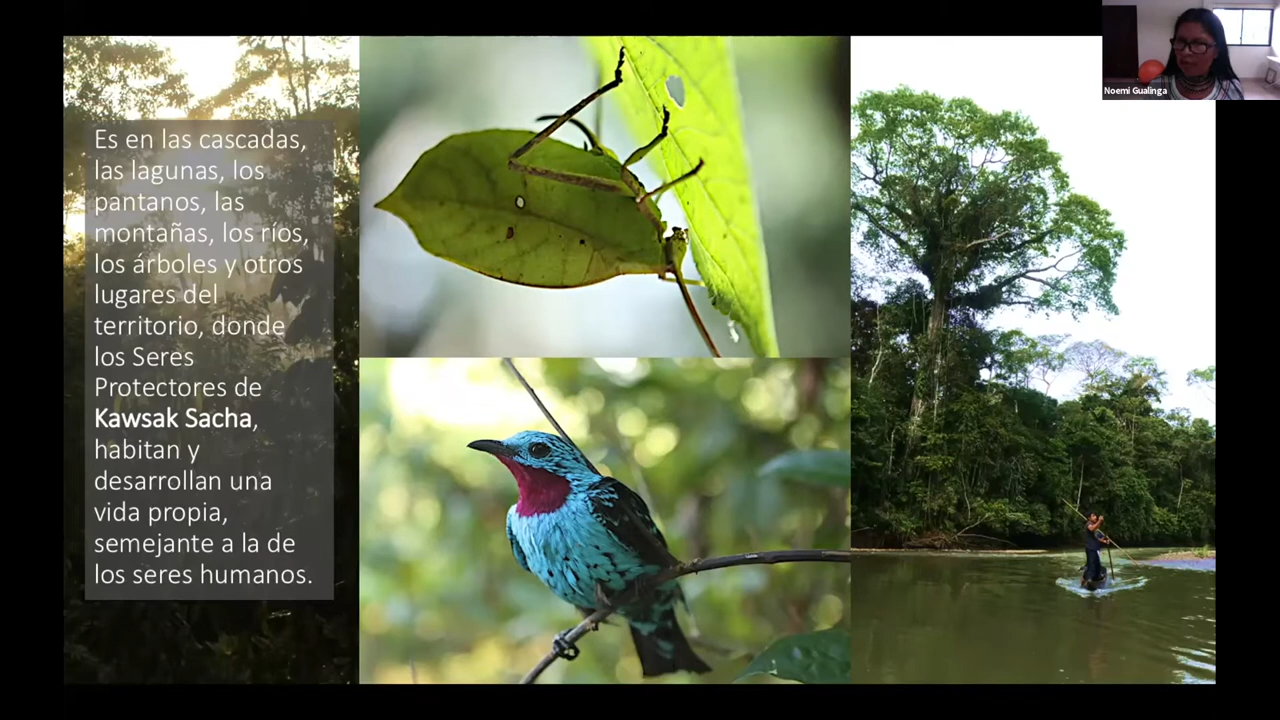 Es en las cascadas,
las lagunas, los
pantanos, las
montañas, los ríos,
los árboles y otros
lugares del
territorio, donde
los Seres
Protectores de
Kawsak Sacha,
habitan y
desarrollan una
vida propia,
semejante a la de
los seres humanos.
Noemi Gualinga